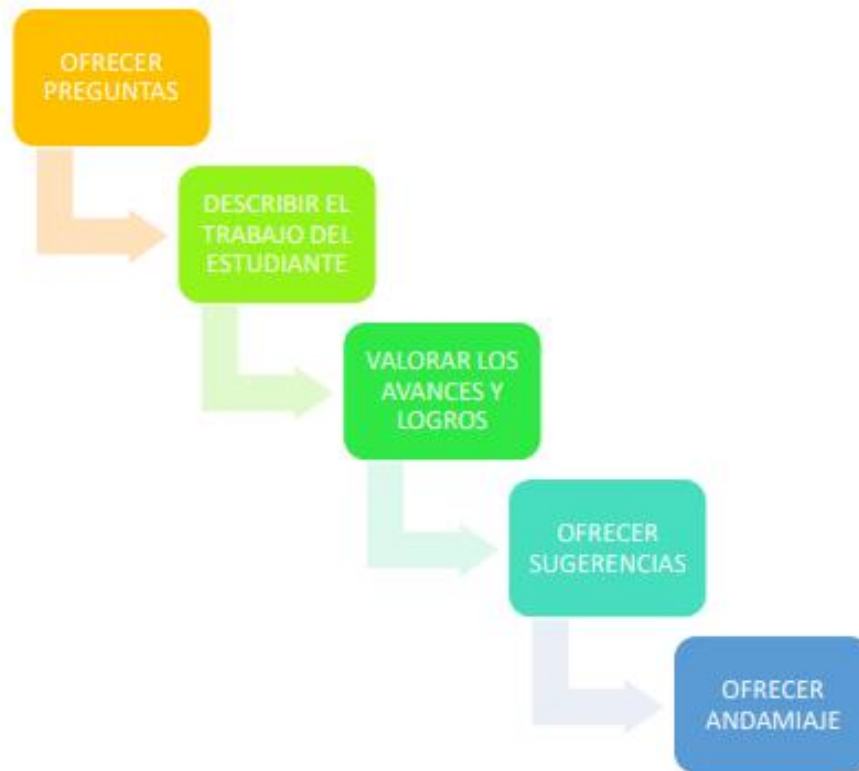 OFRECER
PREGUNTAS
DESCRIBIR EL
TRABAJO DEL
ESTUDIANTE
VALORAR LOS
AVANCES Y
LOGROS
OFRECER
SUGERENCIAS
OFRECER
ANDAMIAJE